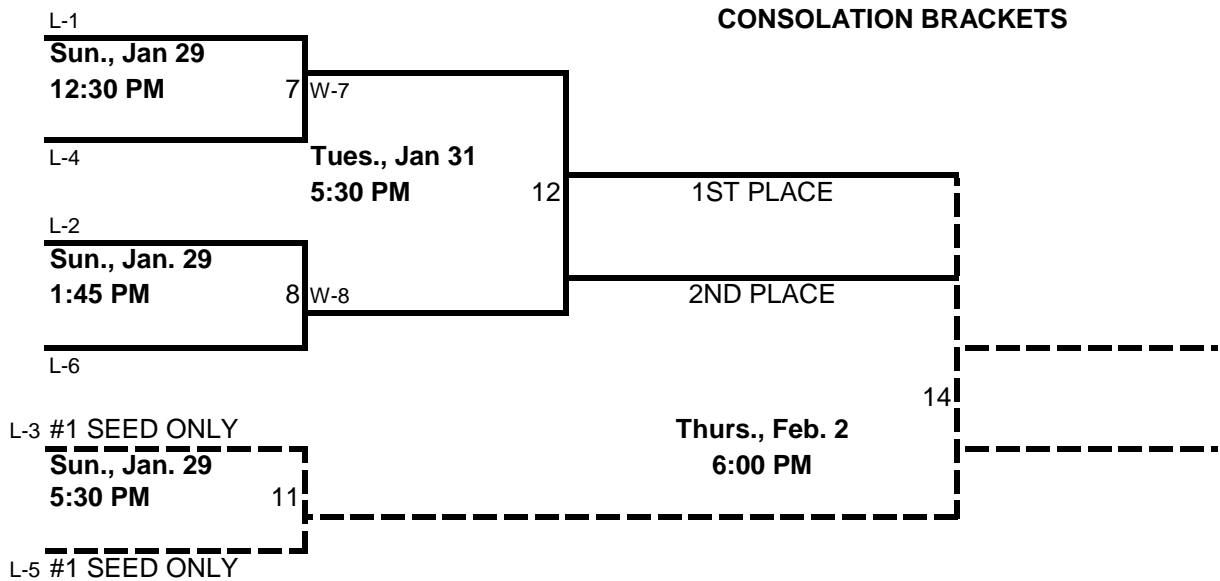 L-1
CONSOLATION BRACKETS
Sun., Jan 29
12:30 PM
7 W-7
L-4
Tues., Jan 31
5:30 PM
12
1ST PLACE
L-2
Sun., Jan. 29
1:45 PM
8 W-8
2ND PLACE
L-6
14
L-3 #1 SEED ONLY
Thurs., Feb. 2
6:00 PM
Sun., Jan. 29
5:30 PM
11
L-5 #1 SEED ONLY